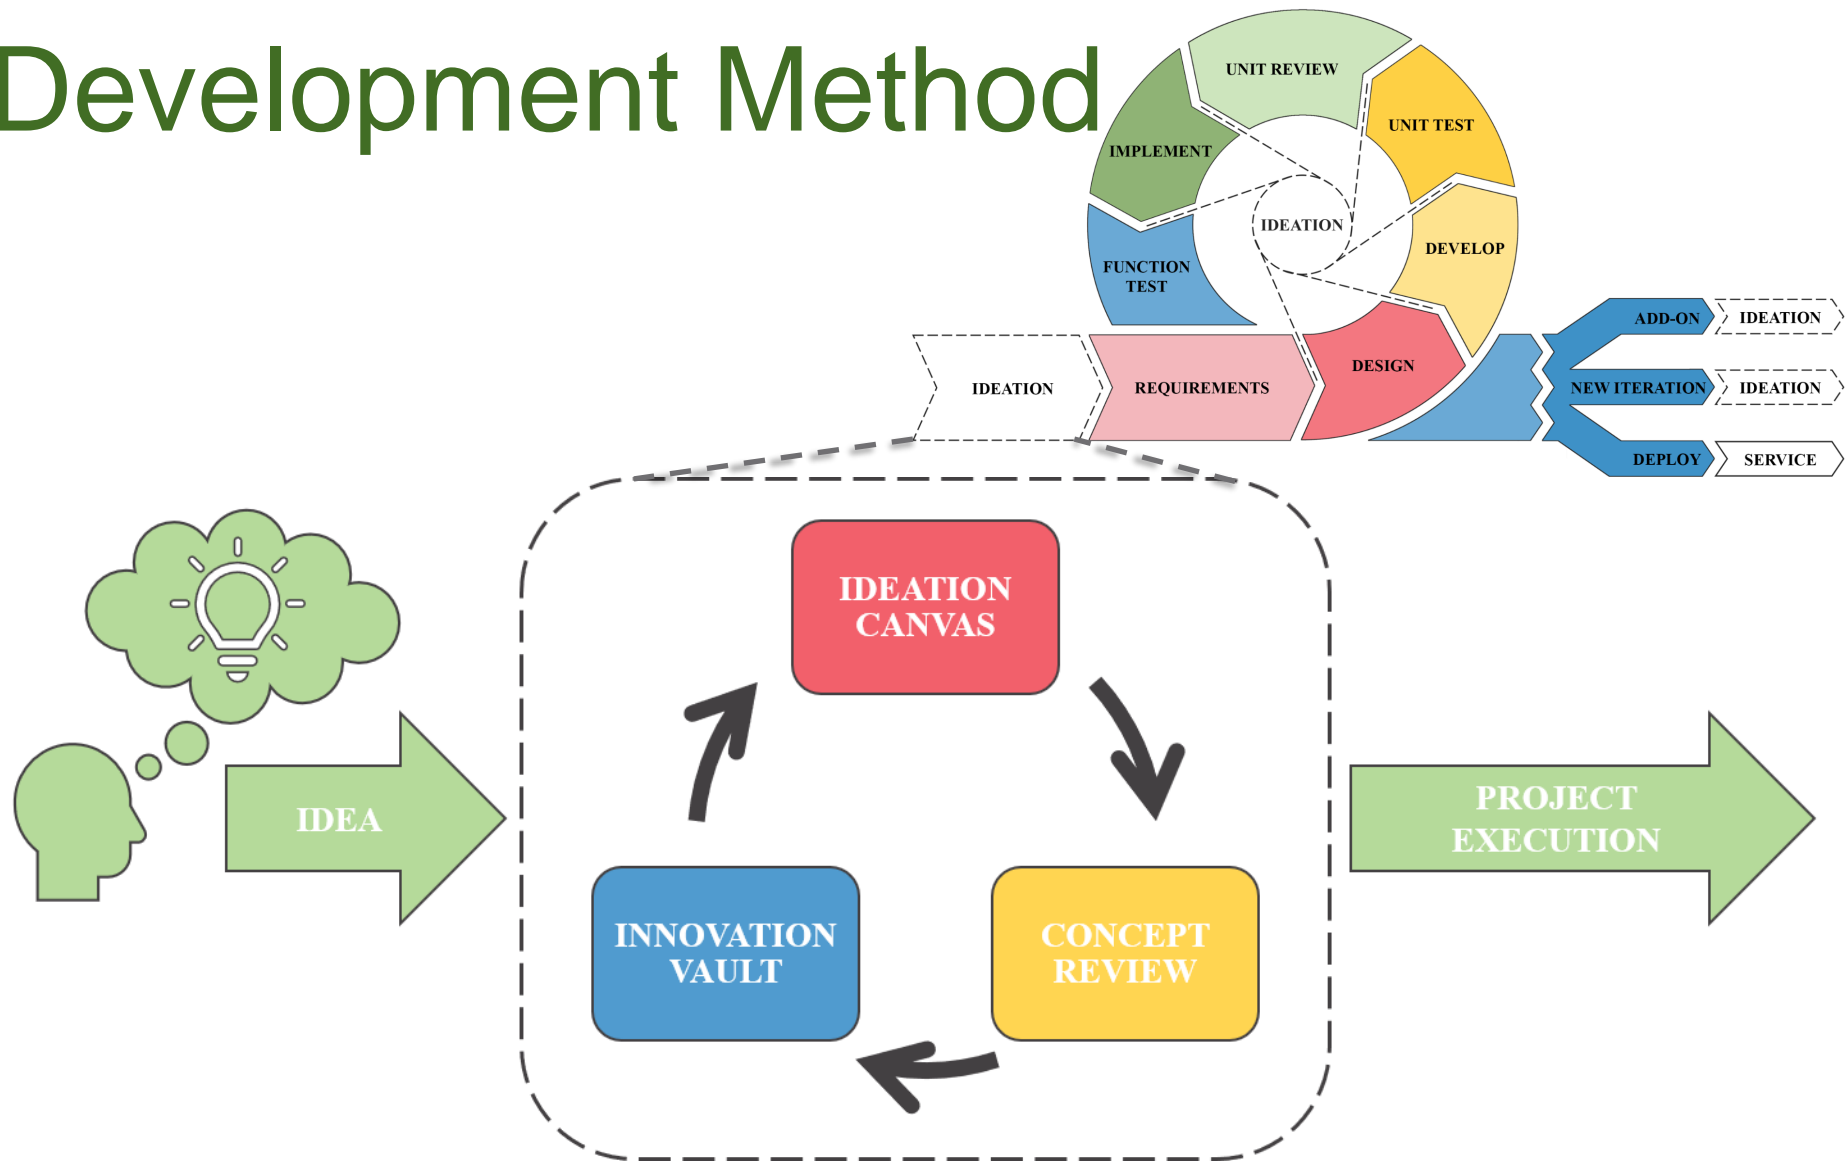 Development Method
UNIT REVIEW
UNIT TEST
IMPLEMENT
IDEATION
DEVELOP
FUNCTION
TEST
ADD-ON
IDEATION
DESIGN
IDEATION
REQUIREMENTS
NEW ITERATION
IDEATION
DEPLOY
SERVICE
IDEATION
CANVAS
IDEA
PROJECT
EXECUTION
INNOVATION
VAULT
CONCEPT
REVIEW